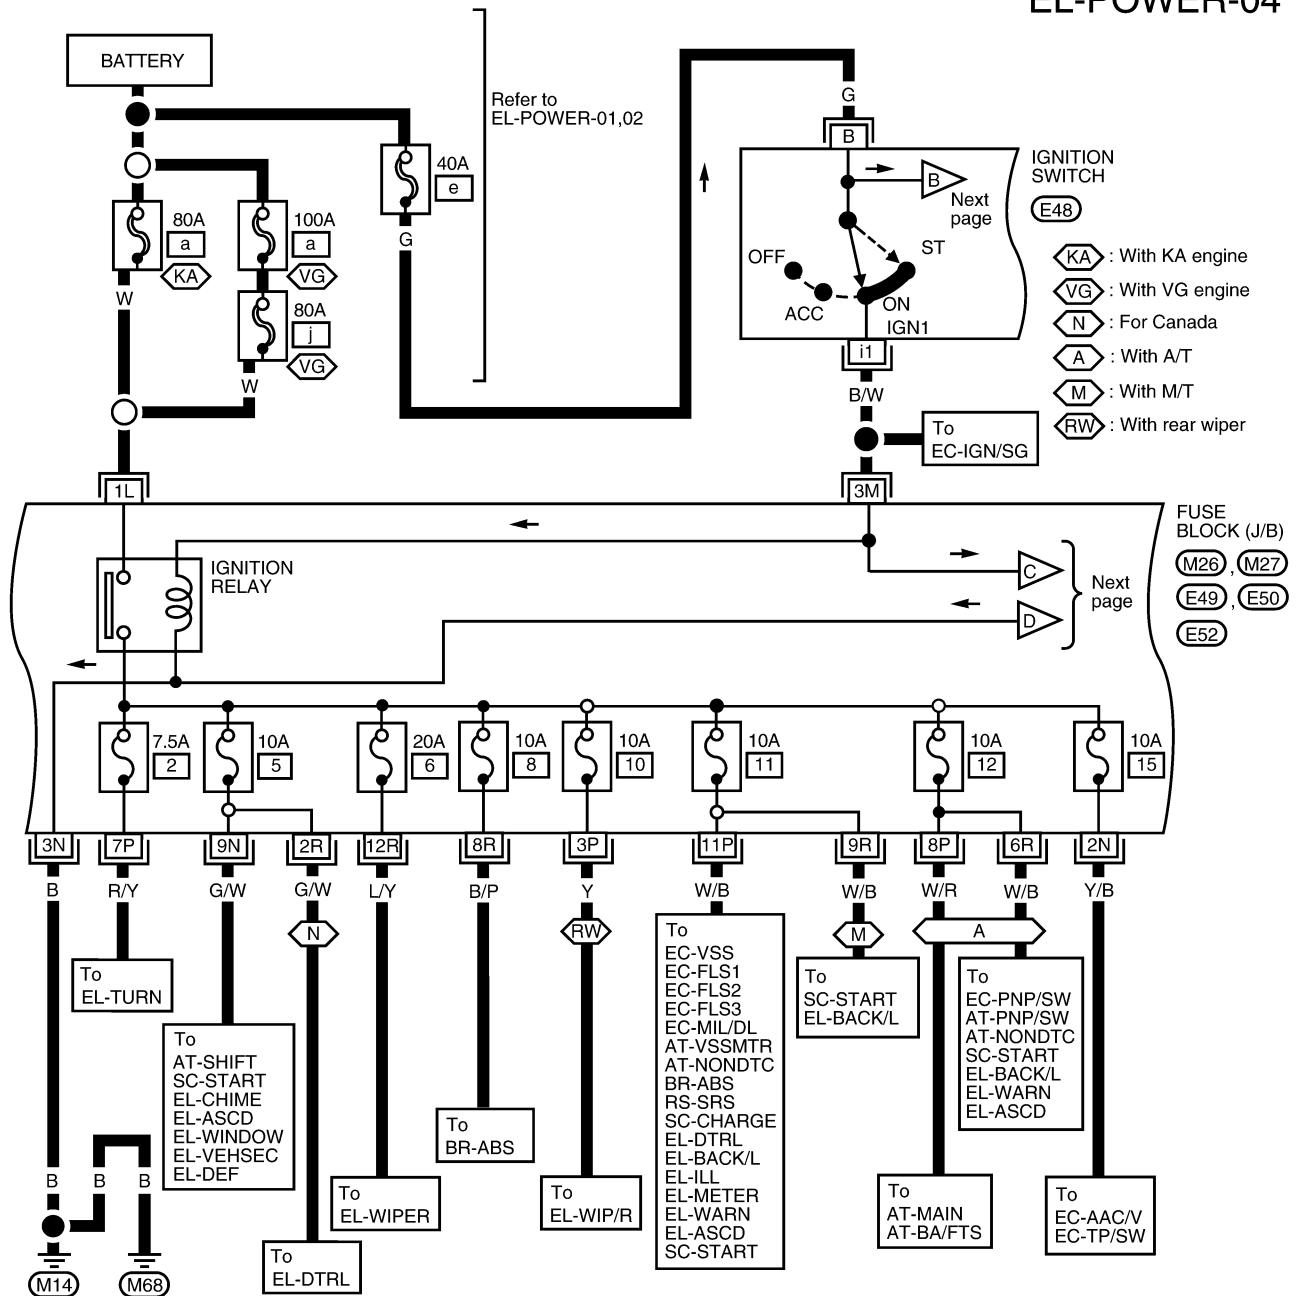 EL-POWER-04
BATTERY
Refer to
EL-POWER-01,02
40A
e
G
80A
a
KA
100A
a
VG
80A
j
VG
W
W
G
B
B
Next
page
OFF
ACC
ST
ON
IGN1
IGNITION
SWITCH
E48
KA : With KA engine
VG : With VG engine
N : For Canada
A : With A/T
M : With M/T
RW : With rear wiper
i1
B/W
To
EC-IGN/SG
1L
3M
FUSE
BLOCK (J/B)
M26 , M27
E49 , E50
E52
IGNITION
RELAY
C
D
Next
page
7.5A
2
10A
5
20A
6
10A
8
10A
10
10A
11
10A
12
10A
15
3N 7P 9N 2R 12R 8R 3P 11P 9R 8P 6R 2N
B R/Y G/W G/W L/Y B/P Y W/B W/B W/R W/B Y/B
N RW M A
To
EL-TURN
To
AT-SHIFT
SC-START
EL-CHIME
EL-ASCD
EL-WINDOW
EL-VEHSEC
EL-DEF
To
EL-DTRL
To
EL-WIPER
To
BR-ABS
To
EL-WIP/R
To
EC-VSS
EC-FLS1
EC-FLS2
EC-FLS3
EC-MIL/DL
AT-VSSMTR
AT-NONDTC
BR-ABS
RS-SRS
SC-CHARGE
EL-DTRL
EL-BACK/L
EL-ILL
EL-METER
EL-WARN
EL-ASCD
SC-START
To
SC-START
EL-BACK/L
To
AT-MAIN
AT-BA/FTS
To
EC-PNP/SW
AT-PNP/SW
AT-NONDTC
SC-START
EL-BACK/L
EL-WARN
EL-ASCD
To
EC-AAC/V
EC-TP/SW
B B B
M14 M68